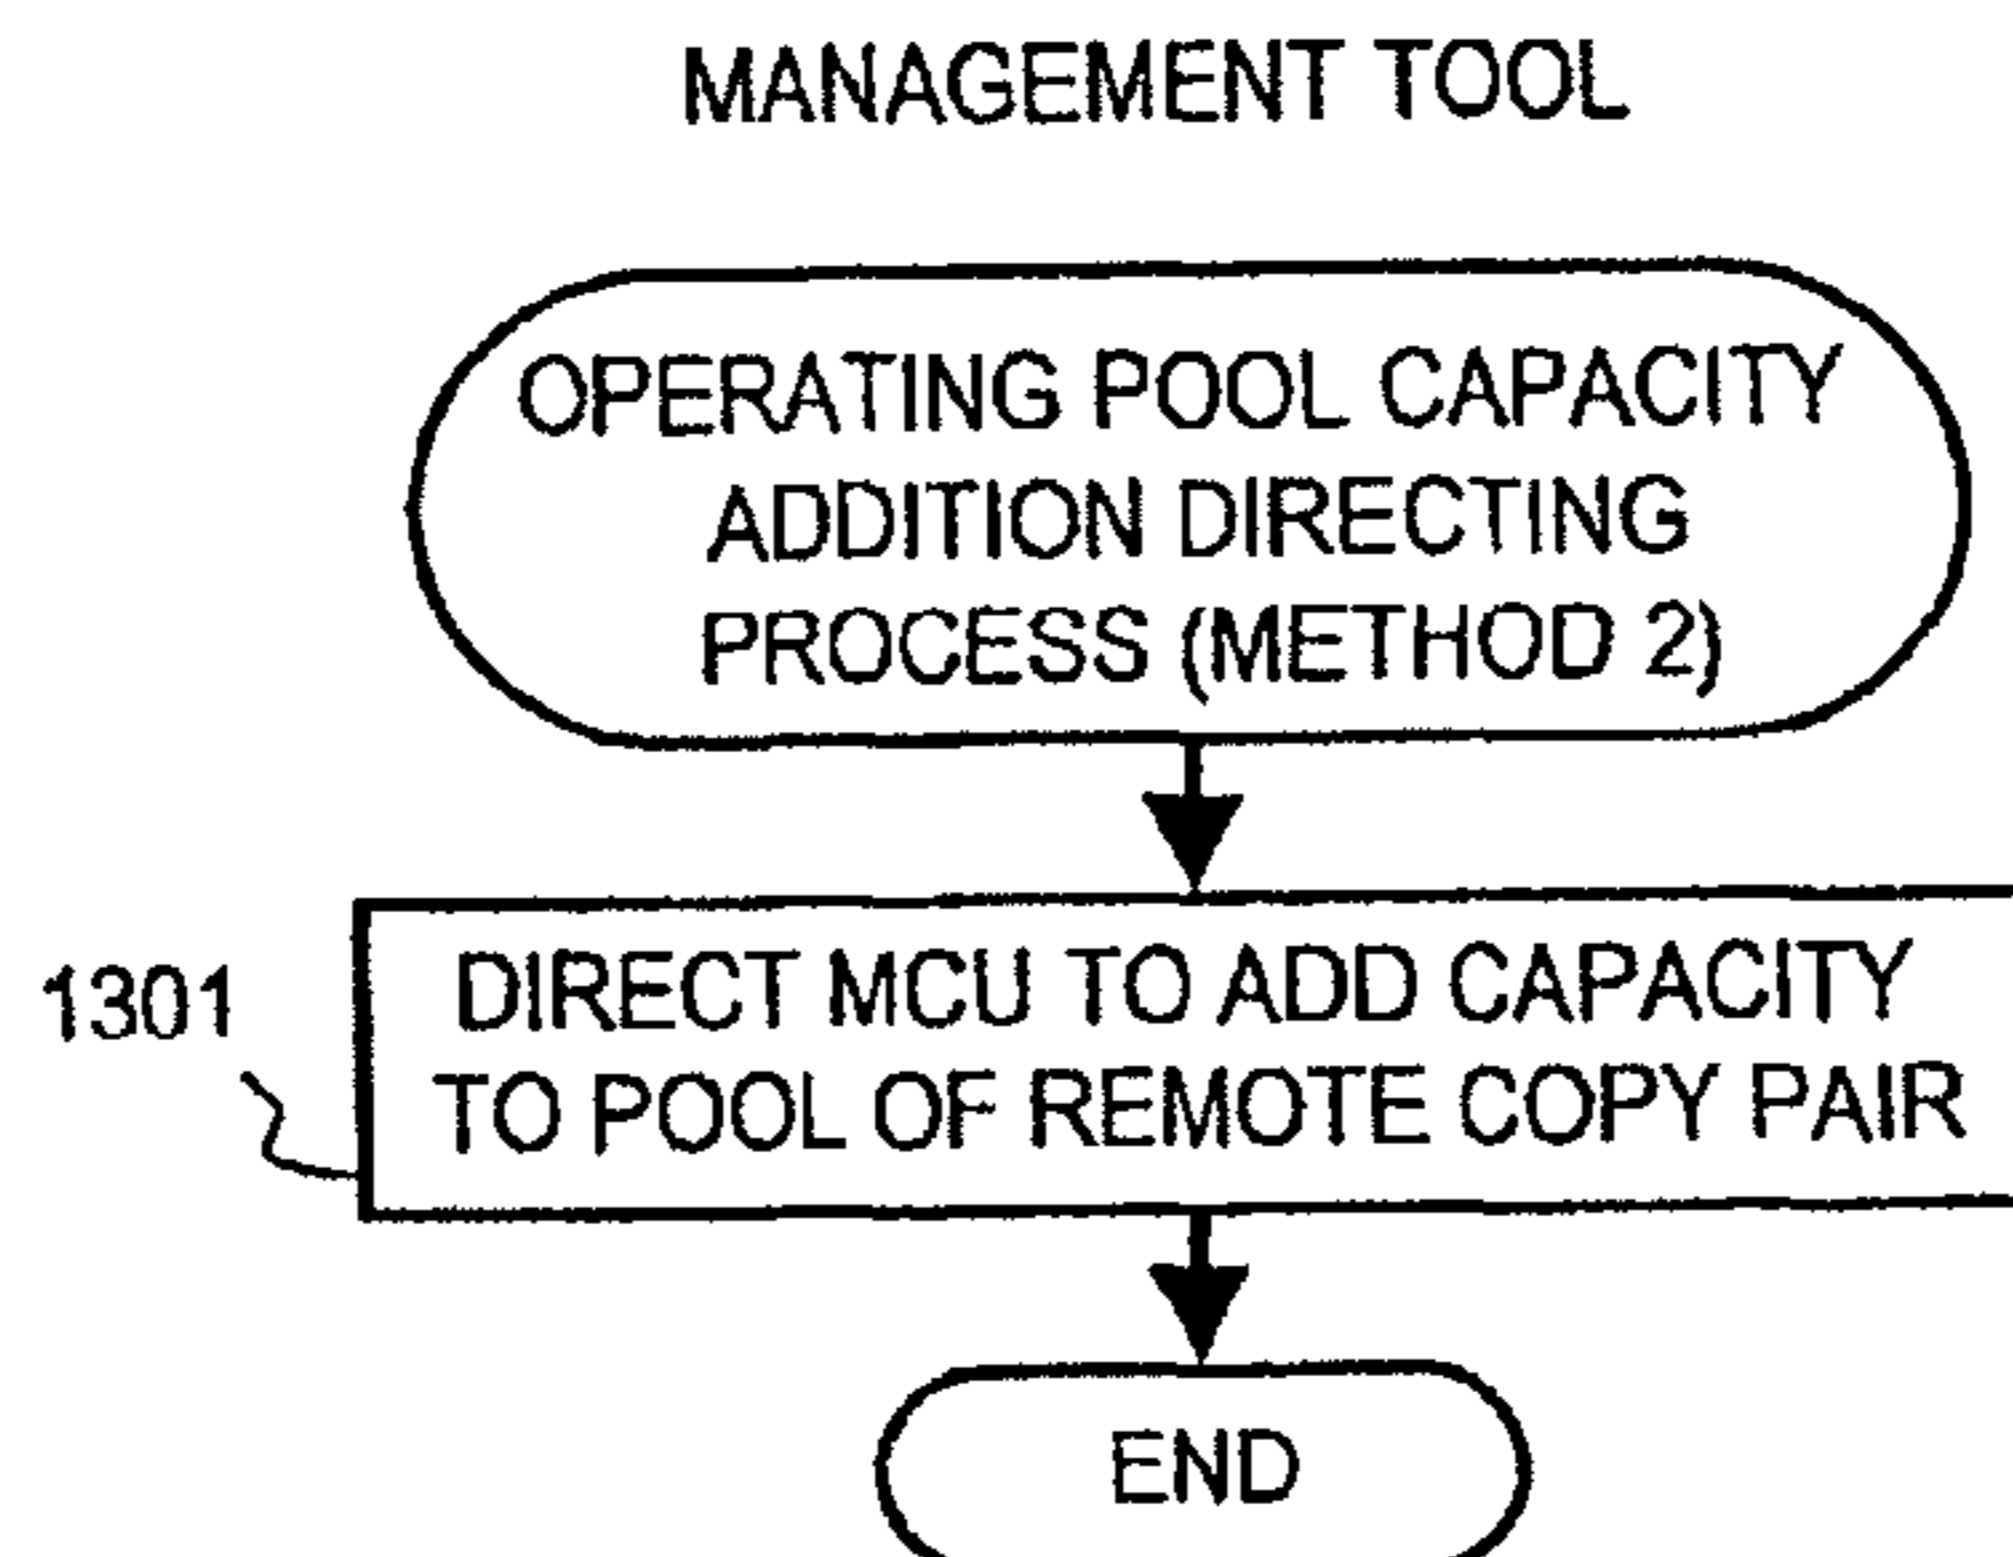 MANAGEMENT TOOL
OPERATING POOL CAPACITY
ADDITION DIRECTING
PROCESS (METHOD 2)
1301
DIRECT MCU TO ADD CAPACITY
TO POOL OF REMOTE COPY PAIR
END